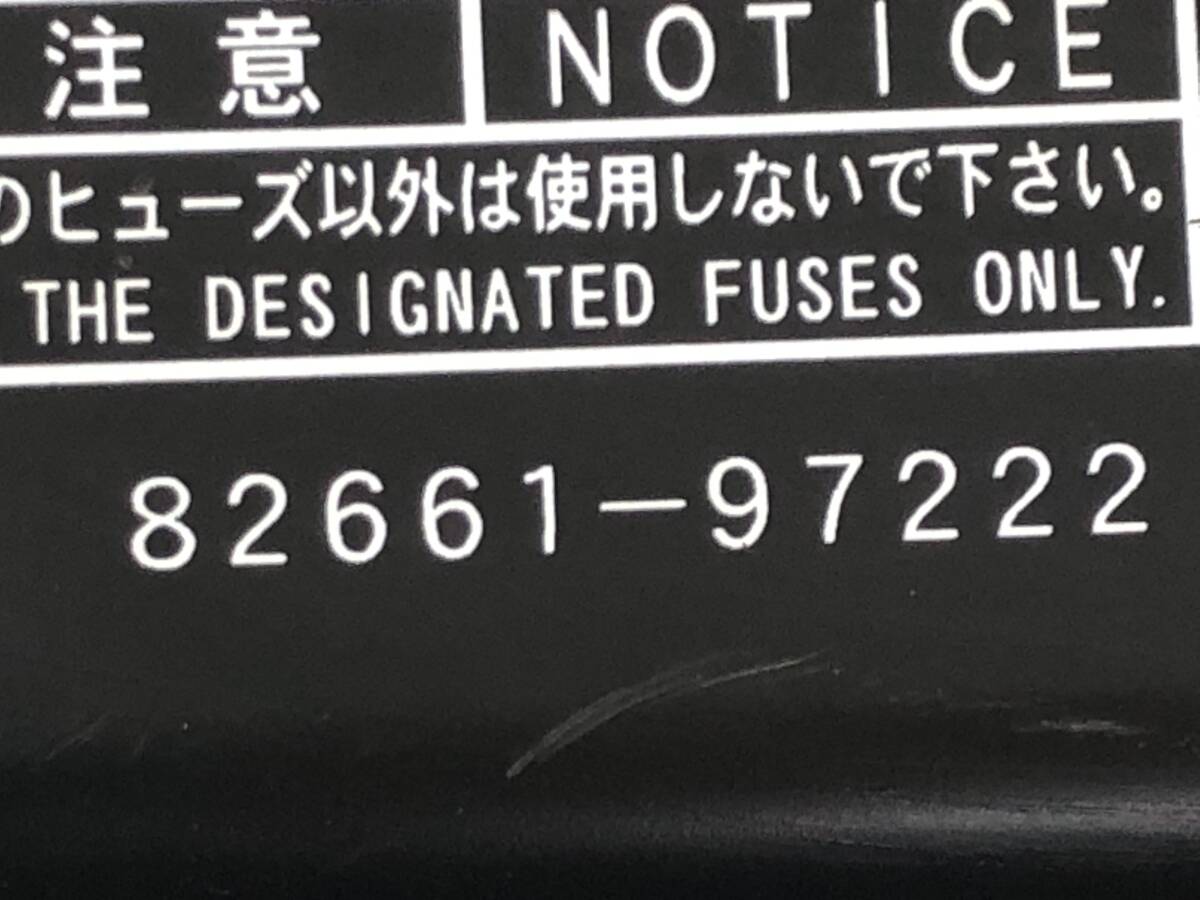 注意 NOTICE
のヒューズ以外は使用しないで下さい。
THE DESIGNATED FUSES ONLY.
82661-97222